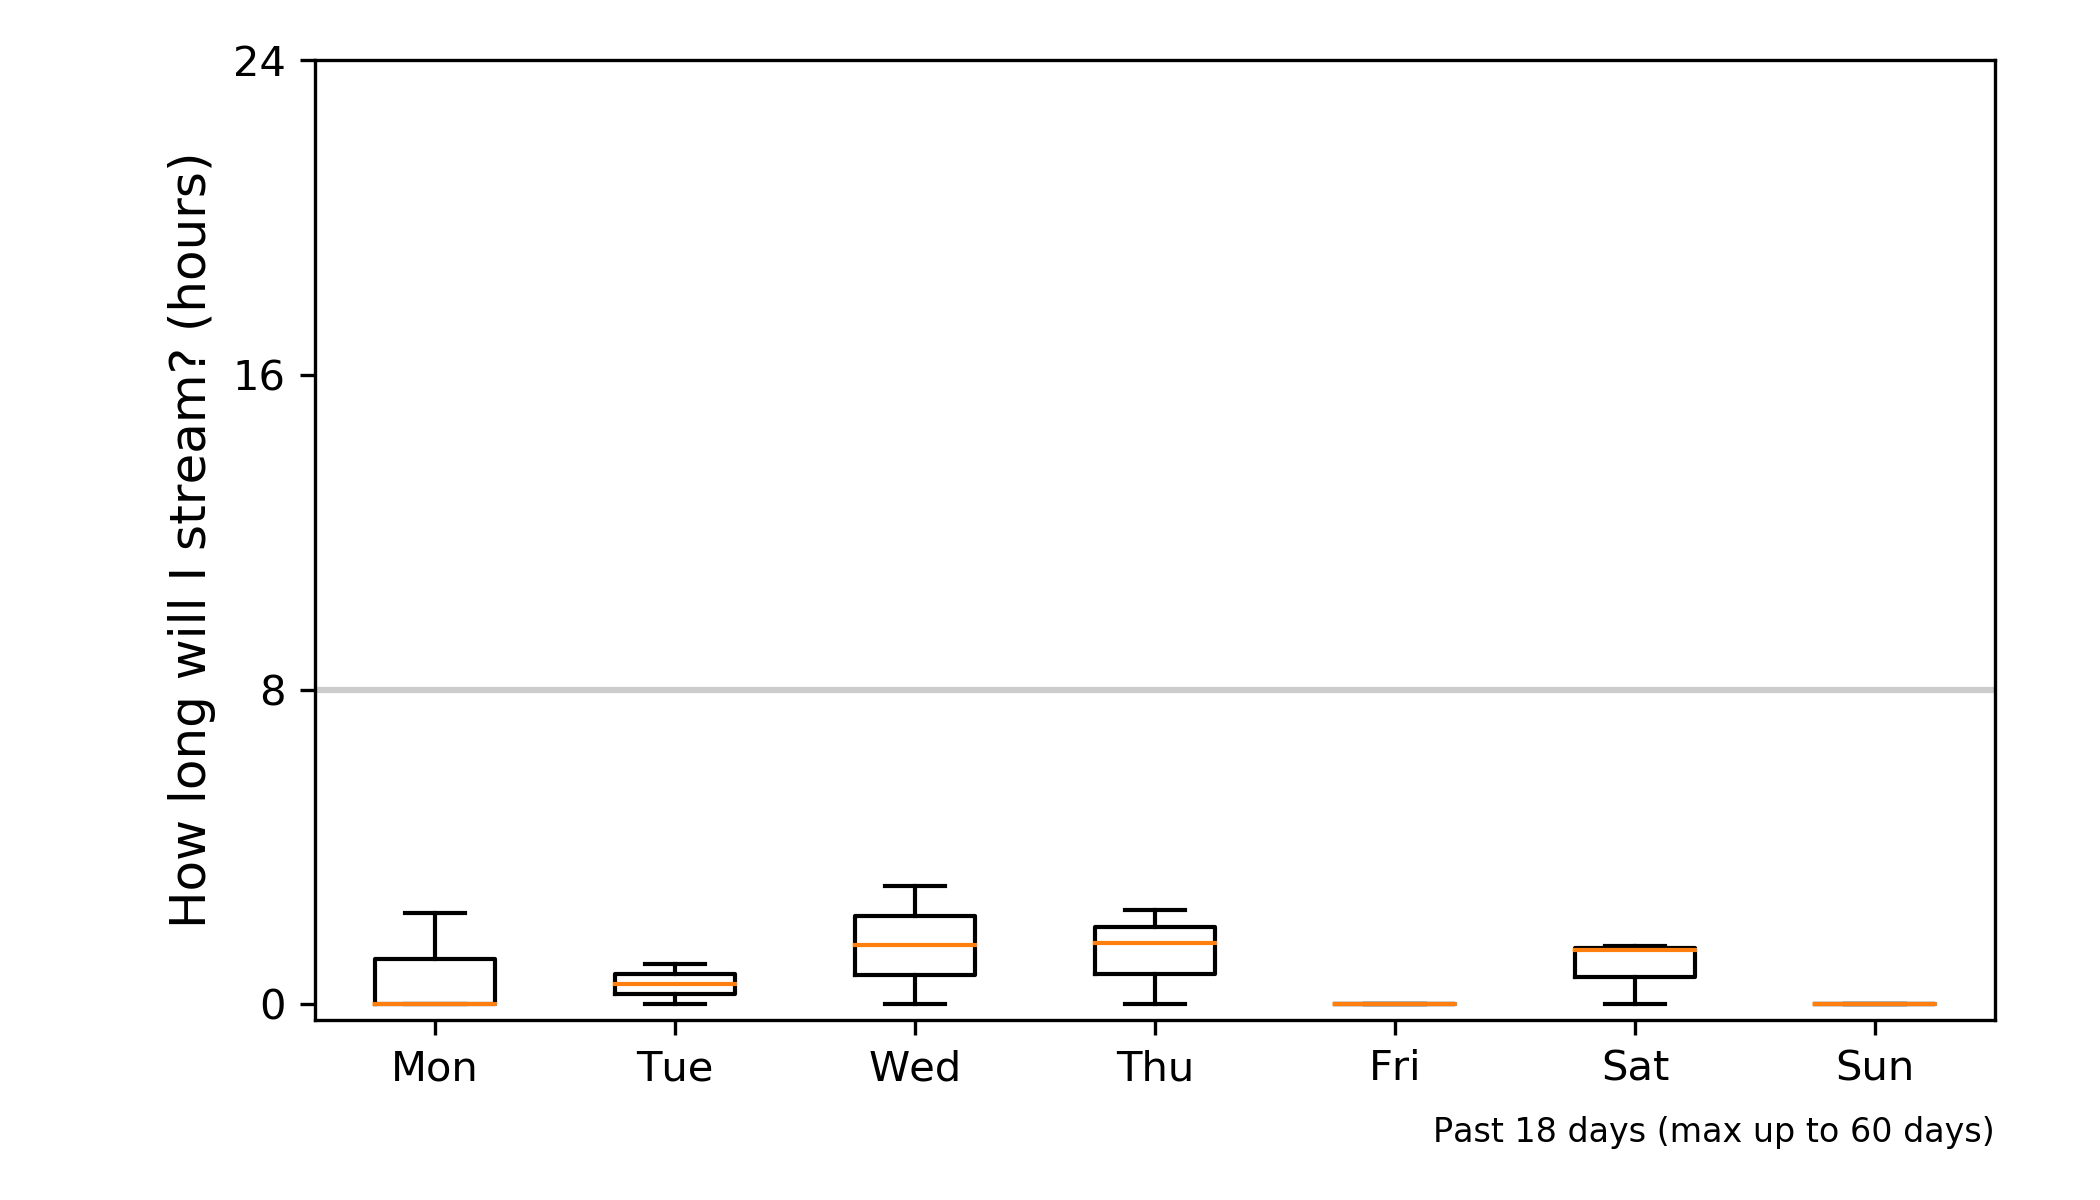 How long will I stream? (hours)
24
16
8
0
Mon Tue Wed Thu Fri Sat Sun
Past 18 days (max up to 60 days)